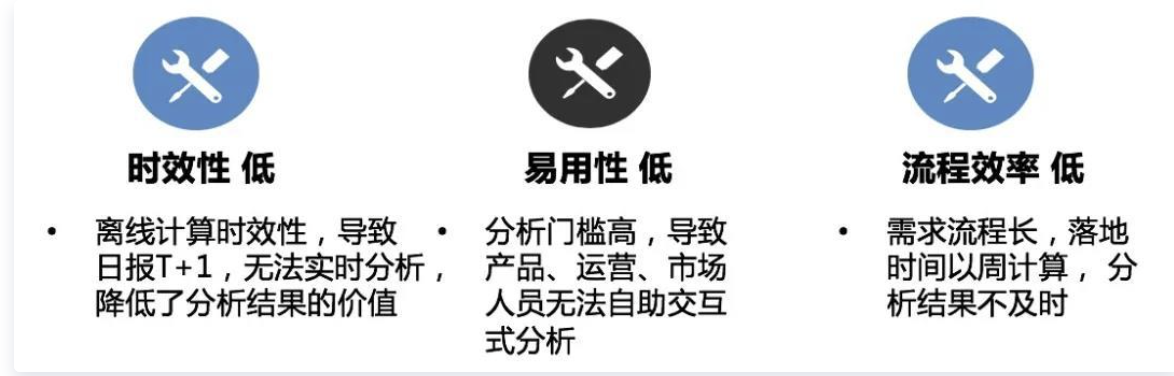 时效性 低
• 离线计算时效性，导致
日报T+1，无法实时分析，
降低了分析结果的价值
易用性 低
• 分析门槛高，导致
产品、运营、市场
人员无法自助交互
式分析
流程效率 低
• 需求流程长，落地
时间以周计算， 分
析结果不及时